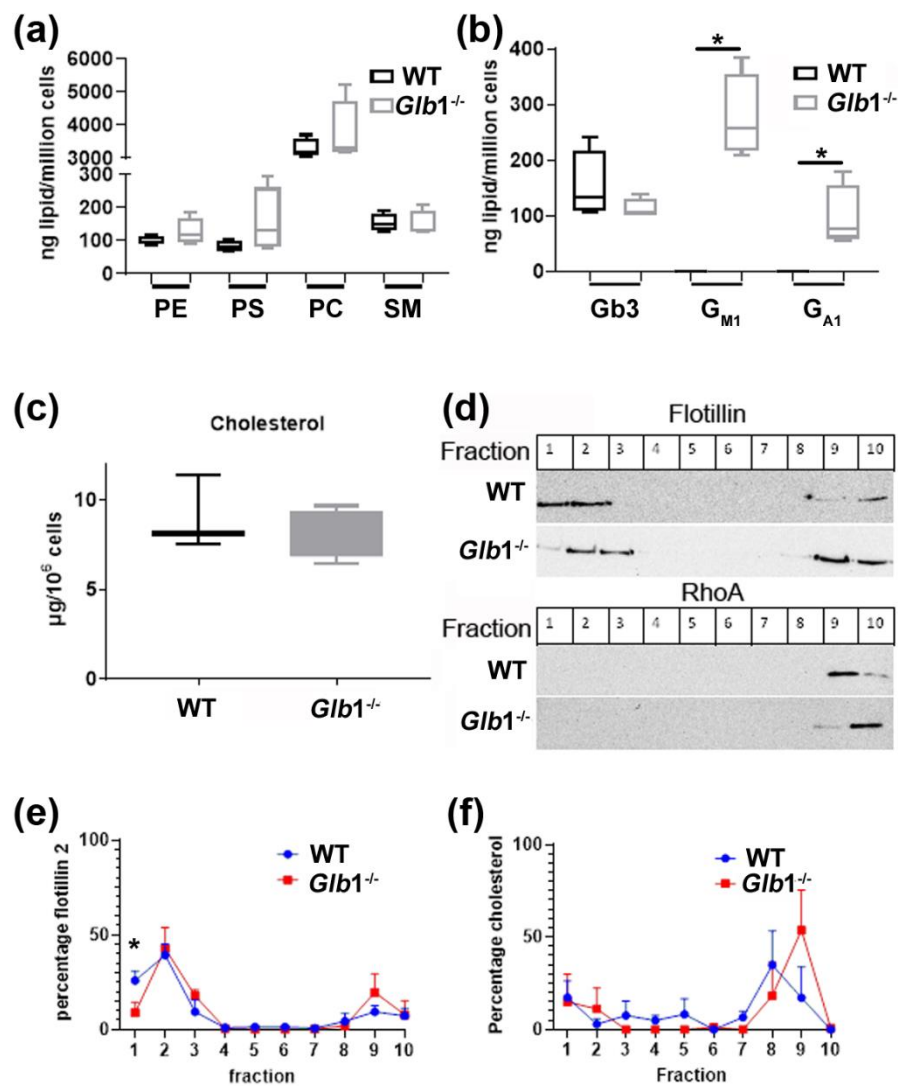 (a)
6000
5000
4000
3000
200
100
0
ng lipid/million cells
WT
Glb1-/-
PE PS PC SM
(b)
400
300
200
100
0
ng lipid/million cells
* *
WT
Glb1-/-
Gb3 GM1 GA1
(c)
Cholesterol
10
5
0
µg/10⁶ cells
WT Glb1-/-
(d)
Flotillin
Fraction 1 2 3 4 5 6 7 8 9 10
WT
Glb1-/-
RhoA
Fraction 1 2 3 4 5 6 7 8 9 10
WT
Glb1-/-
(e)
100
50
0
percentage flotillin 2
*
WT
Glb1-/-
1 2 3 4 5 6 7 8 9 10
fraction
(f)
100
50
0
Percentage cholesterol
WT
Glb1-/-
1 2 3 4 5 6 7 8 9 10
Fraction